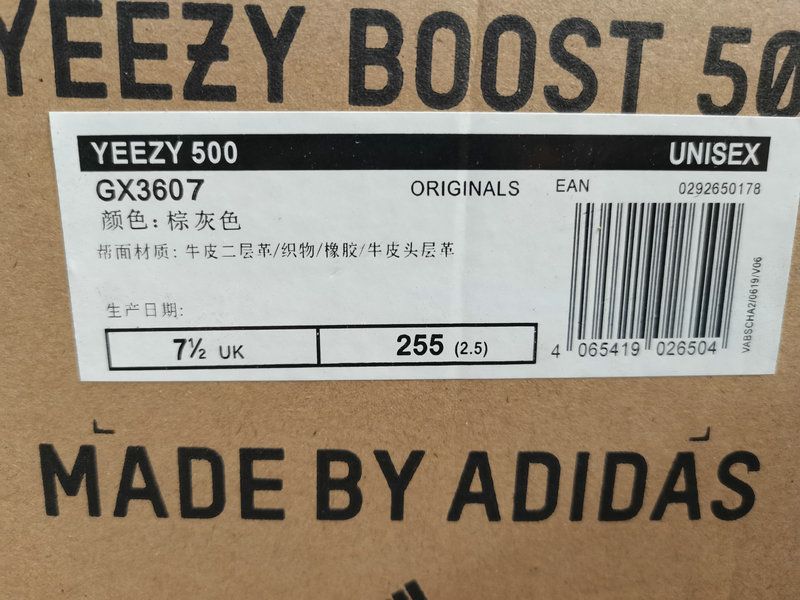 YEEZY BOOST 50
YEEZY 500 UNISEX
GX3607 ORIGINALS EAN 0292650178
颜色: 棕灰色
帮面材质: 牛皮二层革/织物/橡胶/牛皮头层革
生产日期:
7½ UK 255 (2.5)
4 065419 026504
VABSCHA2/0619/V06
MADE BY ADIDAS